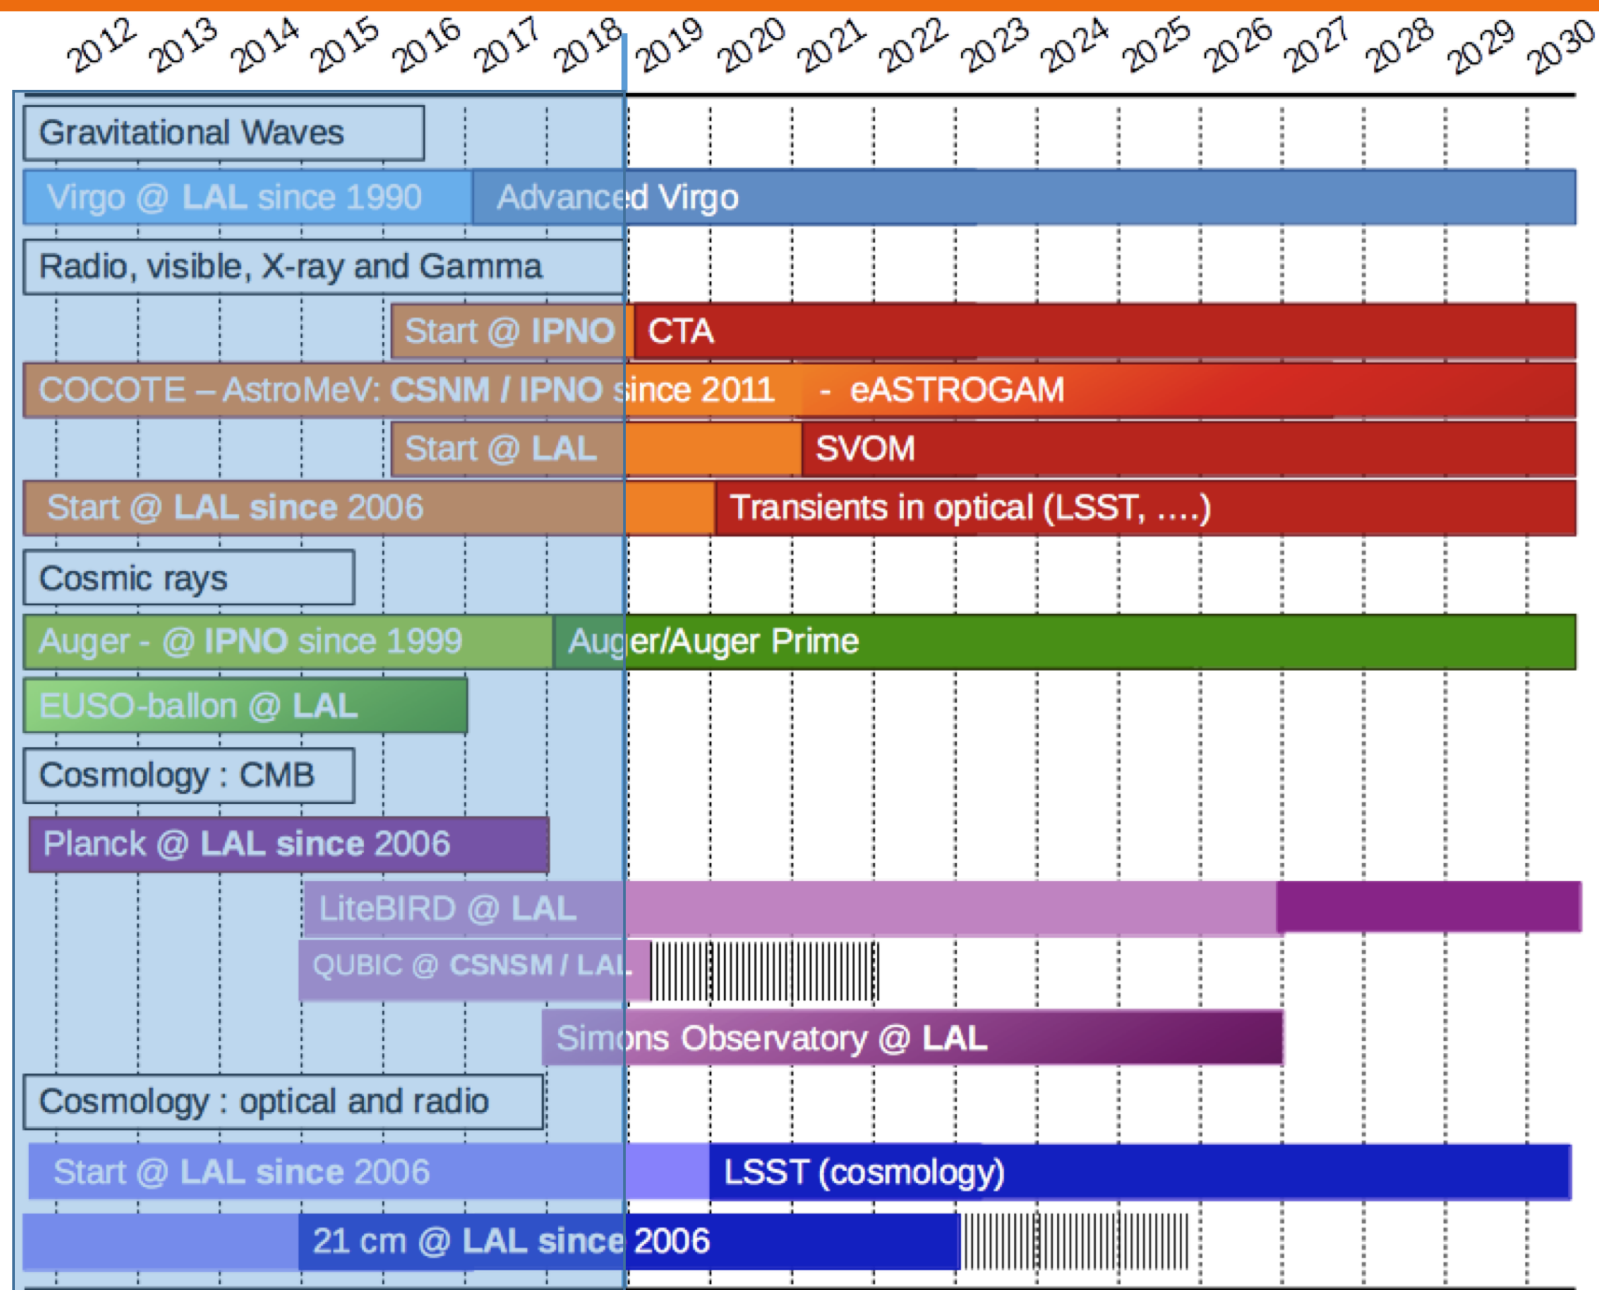 2012 2013 2014 2015 2016 2017 2018 2019 2020 2021 2022 2023 2024 2025 2026 2027 2028 2029 2030
Gravitational Waves
Virgo @ LAL since 1990 Advanced Virgo
Radio, visible, X-ray and Gamma
Start @ IPNO CTA
COCOTE – AstroMeV: CSNM / IPNO since 2011 - eASTROGAM
Start @ LAL SVOM
Start @ LAL since 2006 Transients in optical (LSST, ....)
Cosmic rays
Auger - @ IPNO since 1999 Auger/Auger Prime
EUSO-ballon @ LAL
Cosmology : CMB
Planck @ LAL since 2006
LiteBIRD @ LAL
QUBIC @ CSNSM / LAL
Simons Observatory @ LAL
Cosmology : optical and radio
Start @ LAL since 2006 LSST (cosmology)
21 cm @ LAL since 2006